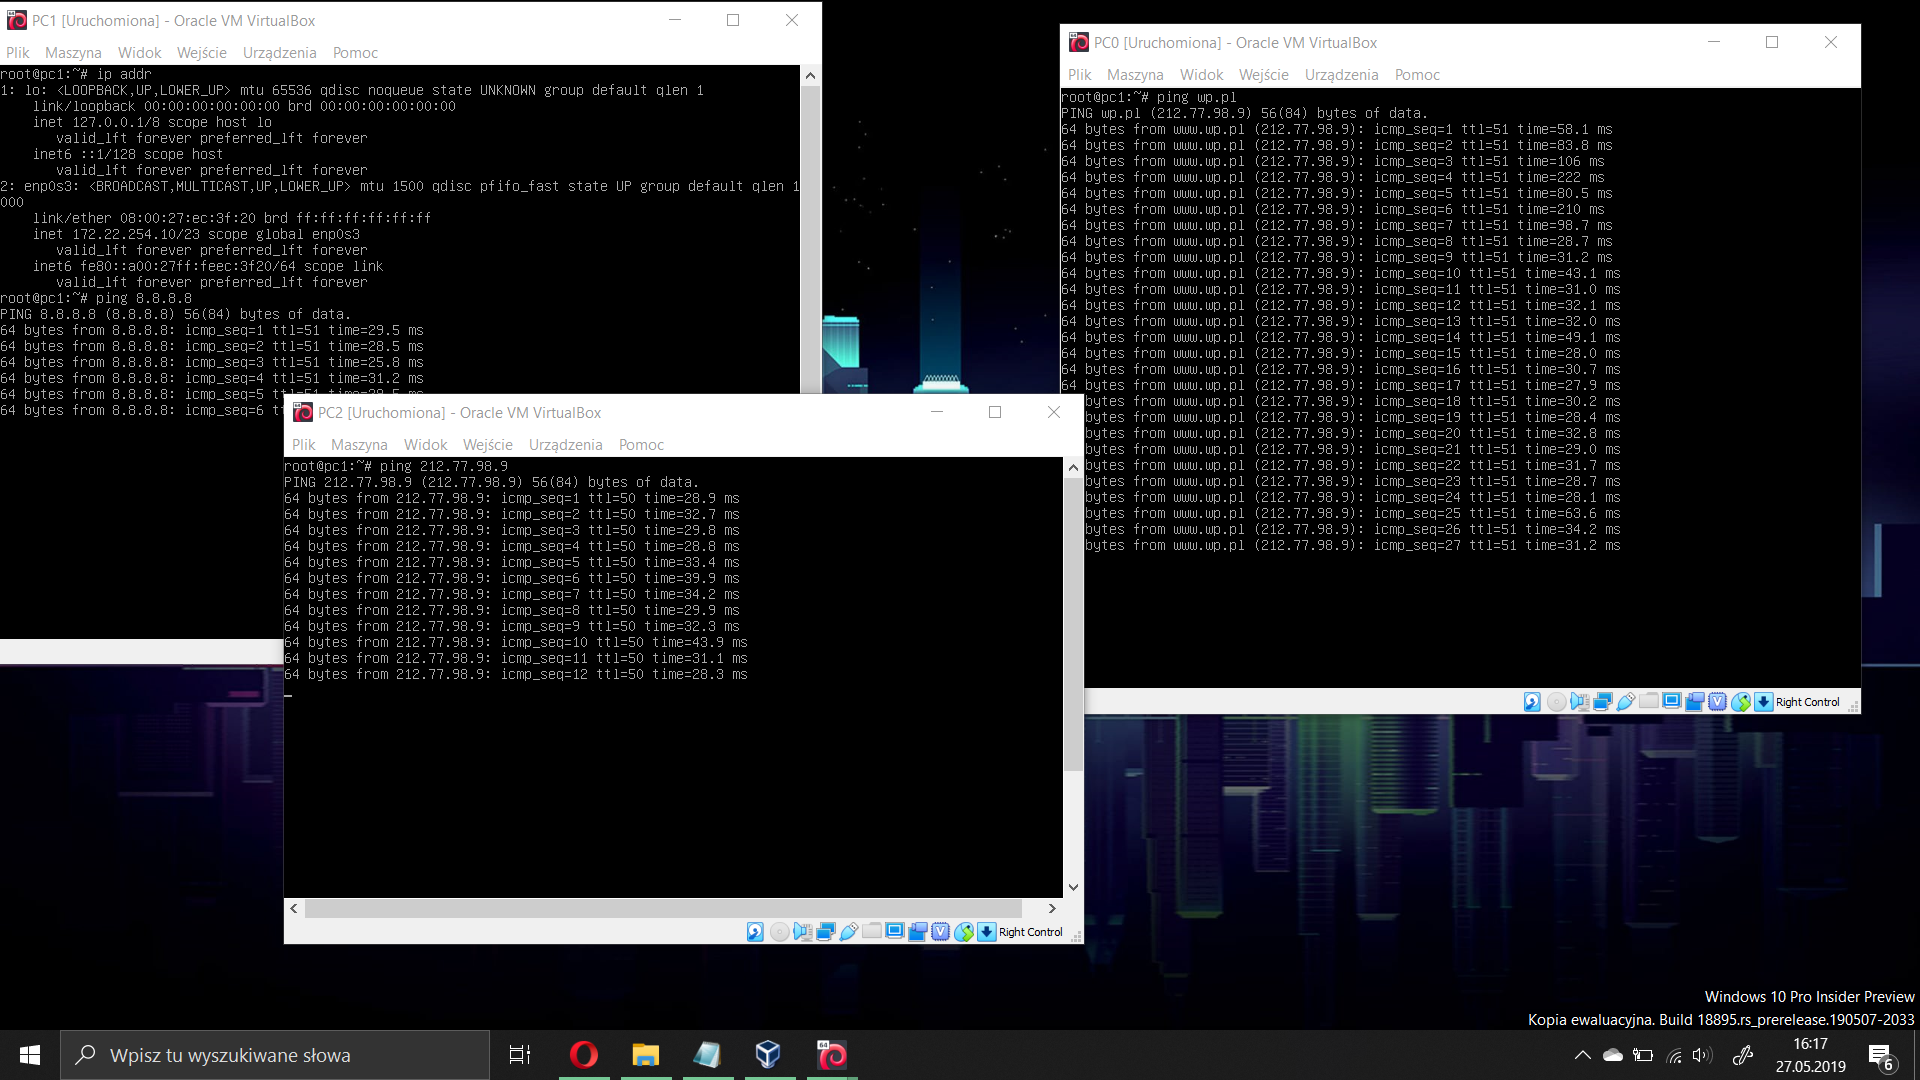 PC1 [Uruchomiona] - Oracle VM VirtualBox
Plik Maszyna Widok Wejście Urządzenia Pomoc
root@pc1:~# ip addr
1: lo: <LOOPBACK,UP,LOWER_UP> mtu 65536 qdisc noqueue state UNKNOWN group default qlen 1
link/loopback 00:00:00:00:00:00 brd 00:00:00:00:00:00
inet 127.0.0.1/8 scope host lo
valid_lft forever preferred_lft forever
inet6 ::1/128 scope host
valid_lft forever preferred_lft forever
2: enp0s3: <BROADCAST,MULTICAST,UP,LOWER_UP> mtu 1500 qdisc pfifo_fast state UP group default qlen 1
000
link/ether 08:00:27:ec:3f:20 brd ff:ff:ff:ff:ff:ff
inet 172.22.254.10/23 scope global enp0s3
valid_lft forever preferred_lft forever
inet6 fe80::a00:27ff:feec:3f20/64 scope link
valid_lft forever preferred_lft forever
root@pc1:~# ping 8.8.8.8
PING 8.8.8.8 (8.8.8.8) 56(84) bytes of data.
64 bytes from 8.8.8.8: icmp_seq=1 ttl=51 time=29.5 ms
64 bytes from 8.8.8.8: icmp_seq=2 ttl=51 time=28.5 ms
64 bytes from 8.8.8.8: icmp_seq=3 ttl=51 time=25.8 ms
64 bytes from 8.8.8.8: icmp_seq=4 ttl=51 time=31.2 ms
64 bytes from 8.8.8.8: icmp_seq=5
64 bytes from 8.8.8.8: icmp_seq=6
PC2 [Uruchomiona] - Oracle VM VirtualBox
Plik Maszyna Widok Wejście Urządzenia Pomoc
root@pc1:~# ping 212.77.98.9
PING 212.77.98.9 (212.77.98.9) 56(84) bytes of data.
64 bytes from 212.77.98.9: icmp_seq=1 ttl=50 time=28.9 ms
64 bytes from 212.77.98.9: icmp_seq=2 ttl=50 time=32.7 ms
64 bytes from 212.77.98.9: icmp_seq=3 ttl=50 time=29.8 ms
64 bytes from 212.77.98.9: icmp_seq=4 ttl=50 time=28.8 ms
64 bytes from 212.77.98.9: icmp_seq=5 ttl=50 time=33.4 ms
64 bytes from 212.77.98.9: icmp_seq=6 ttl=50 time=39.9 ms
64 bytes from 212.77.98.9: icmp_seq=7 ttl=50 time=34.2 ms
64 bytes from 212.77.98.9: icmp_seq=8 ttl=50 time=29.9 ms
64 bytes from 212.77.98.9: icmp_seq=9 ttl=50 time=32.3 ms
64 bytes from 212.77.98.9: icmp_seq=10 ttl=50 time=43.9 ms
64 bytes from 212.77.98.9: icmp_seq=11 ttl=50 time=31.1 ms
64 bytes from 212.77.98.9: icmp_seq=12 ttl=50 time=28.3 ms
Right Control
PC0 [Uruchomiona] - Oracle VM VirtualBox
Plik Maszyna Widok Wejście Urządzenia Pomoc
root@pc1:~# ping wp.pl
PING wp.pl (212.77.98.9) 56(84) bytes of data.
64 bytes from www.wp.pl (212.77.98.9): icmp_seq=1 ttl=51 time=58.1 ms
64 bytes from www.wp.pl (212.77.98.9): icmp_seq=2 ttl=51 time=83.8 ms
64 bytes from www.wp.pl (212.77.98.9): icmp_seq=3 ttl=51 time=106 ms
64 bytes from www.wp.pl (212.77.98.9): icmp_seq=4 ttl=51 time=222 ms
64 bytes from www.wp.pl (212.77.98.9): icmp_seq=5 ttl=51 time=80.5 ms
64 bytes from www.wp.pl (212.77.98.9): icmp_seq=6 ttl=51 time=210 ms
64 bytes from www.wp.pl (212.77.98.9): icmp_seq=7 ttl=51 time=98.7 ms
64 bytes from www.wp.pl (212.77.98.9): icmp_seq=8 ttl=51 time=28.7 ms
64 bytes from www.wp.pl (212.77.98.9): icmp_seq=9 ttl=51 time=31.2 ms
64 bytes from www.wp.pl (212.77.98.9): icmp_seq=10 ttl=51 time=43.1 ms
64 bytes from www.wp.pl (212.77.98.9): icmp_seq=11 ttl=51 time=31.0 ms
64 bytes from www.wp.pl (212.77.98.9): icmp_seq=12 ttl=51 time=32.1 ms
64 bytes from www.wp.pl (212.77.98.9): icmp_seq=13 ttl=51 time=32.0 ms
64 bytes from www.wp.pl (212.77.98.9): icmp_seq=14 ttl=51 time=49.1 ms
64 bytes from www.wp.pl (212.77.98.9): icmp_seq=15 ttl=51 time=28.0 ms
64 bytes from www.wp.pl (212.77.98.9): icmp_seq=16 ttl=51 time=30.7 ms
64 bytes from www.wp.pl (212.77.98.9): icmp_seq=17 ttl=51 time=27.9 ms
bytes from www.wp.pl (212.77.98.9): icmp_seq=18 ttl=51 time=30.2 ms
bytes from www.wp.pl (212.77.98.9): icmp_seq=19 ttl=51 time=28.4 ms
bytes from www.wp.pl (212.77.98.9): icmp_seq=20 ttl=51 time=32.8 ms
bytes from www.wp.pl (212.77.98.9): icmp_seq=21 ttl=51 time=29.0 ms
bytes from www.wp.pl (212.77.98.9): icmp_seq=22 ttl=51 time=31.7 ms
bytes from www.wp.pl (212.77.98.9): icmp_seq=23 ttl=51 time=28.7 ms
bytes from www.wp.pl (212.77.98.9): icmp_seq=24 ttl=51 time=28.1 ms
bytes from www.wp.pl (212.77.98.9): icmp_seq=25 ttl=51 time=63.6 ms
bytes from www.wp.pl (212.77.98.9): icmp_seq=26 ttl=51 time=34.2 ms
bytes from www.wp.pl (212.77.98.9): icmp_seq=27 ttl=51 time=31.2 ms
Right Control
Windows 10 Pro Insider Preview
Kopia ewaluacyjna. Build 18895.rs_prerelease.190507-2033
Wpisz tu wyszukiwane słowa
16:17
27.05.2019
6